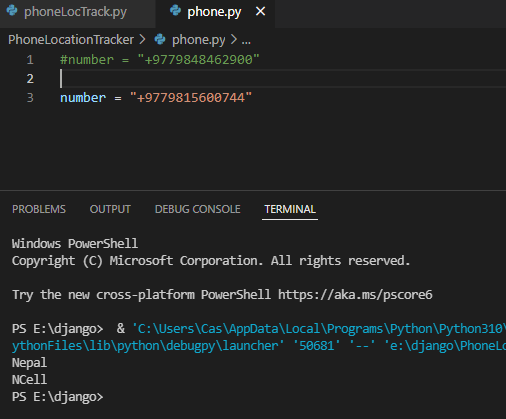 phoneLocTrack.py phone.py
PhoneLocationTracker > phone.py > ...
1 #number = "+9779848462900"
2
3 number = "+9779815600744"
PROBLEMS OUTPUT DEBUG CONSOLE TERMINAL
Windows PowerShell
Copyright (C) Microsoft Corporation. All rights reserved.
Try the new cross-platform PowerShell https://aka.ms/pscore6
PS E:\django> & 'C:\Users\Cas\AppData\Local\Programs\Python\Python310\
ythonFiles\lib\python\debugpy\launcher' '50681' '--' 'e:\django\PhoneLo
Nepal
NCell
PS E:\django>